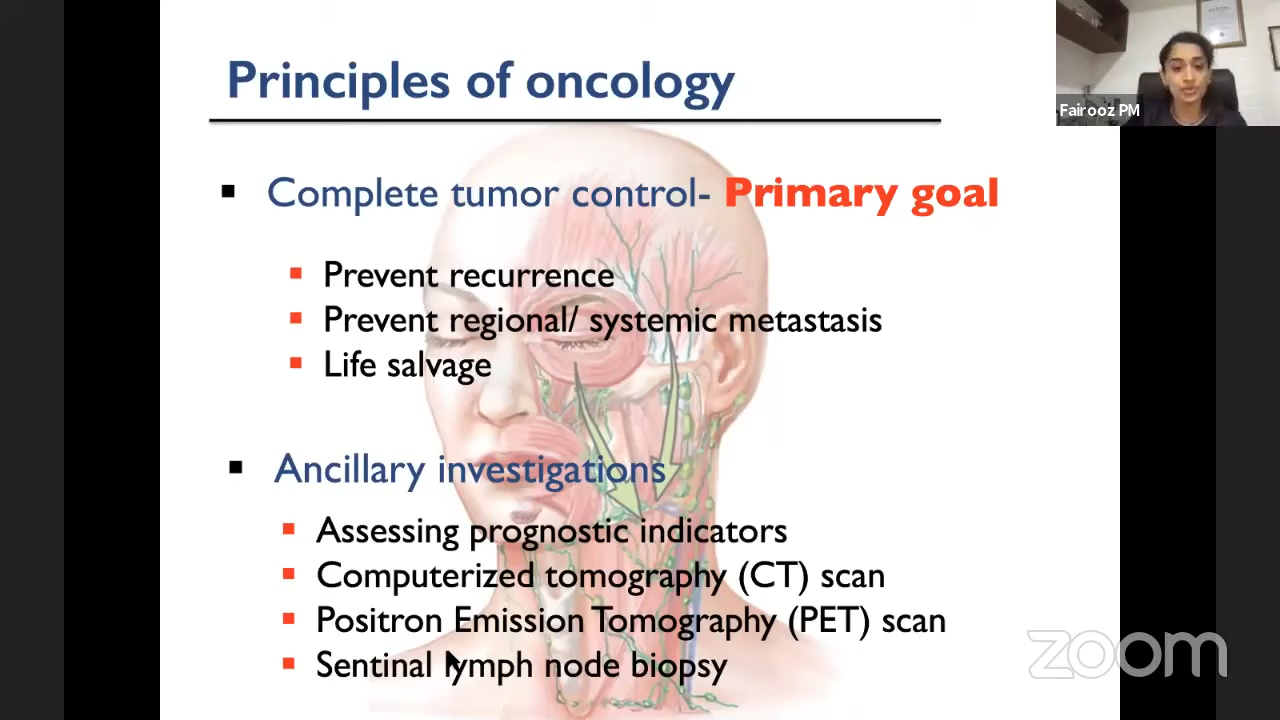 Principles of oncology
Complete tumor control- Primary goal
Prevent recurrence
Prevent regional/ systemic metastasis
Life salvage
Ancillary investigations
Assessing prognostic indicators
Computerized tomography (CT) scan
Positron Emission Tomography (PET) scan
Sentinal lymph node biopsy
Fairooz PM
zoom